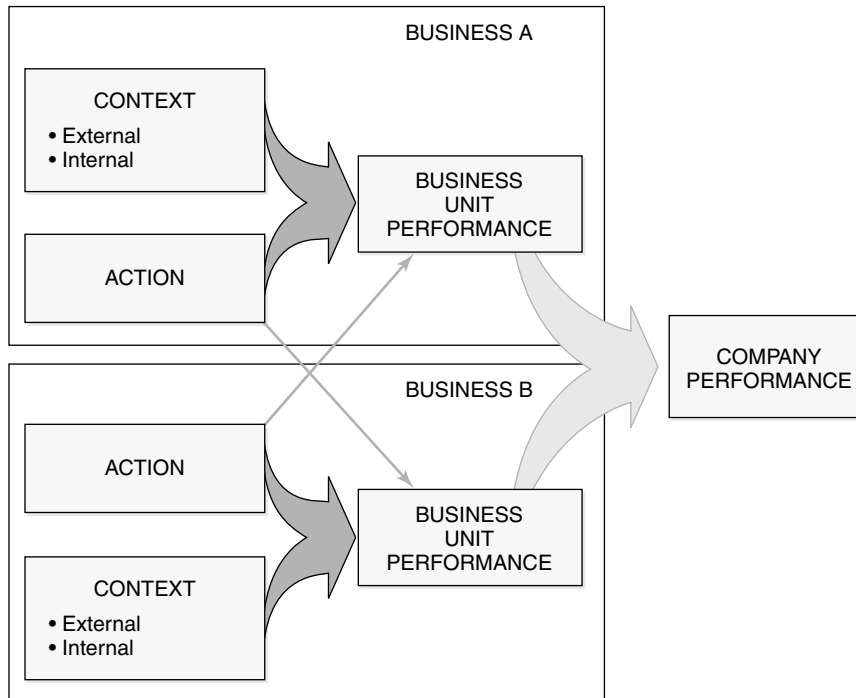 BUSINESS A
CONTEXT
• External
• Internal
BUSINESS
UNIT
PERFORMANCE
ACTION
COMPANY
PERFORMANCE
BUSINESS B
ACTION
BUSINESS
UNIT
PERFORMANCE
CONTEXT
• External
• Internal